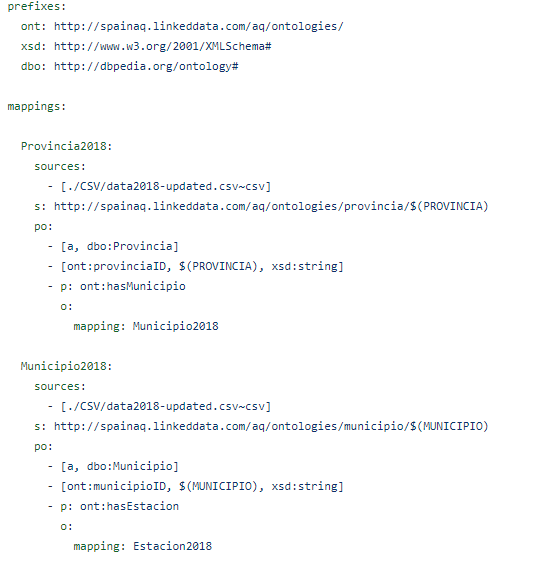 prefixes:
  ont: http://spainaq.linkeddata.com/aq/ontologies/
  xsd: http://www.w3.org/2001/XMLSchema#
  dbo: http://dbpedia.org/ontology#

mappings:

  Provincia2018:
    sources:
      - [./CSV/data2018-updated.csv~csv]
    s: http://spainaq.linkeddata.com/aq/ontologies/provincia/$(PROVINCIA)
    po:
      - [a, dbo:Provincia]
      - [ont:provinciaID, $(PROVINCIA), xsd:string]
      - p: ont:hasMunicipio
        o:
          mapping: Municipio2018

  Municipio2018:
    sources:
      - [./CSV/data2018-updated.csv~csv]
    s: http://spainaq.linkeddata.com/aq/ontologies/municipio/$(MUNICIPIO)
    po:
      - [a, dbo:Municipio]
      - [ont:municipioID, $(MUNICIPIO), xsd:string]
      - p: ont:hasEstacion
        o:
          mapping: Estacion2018